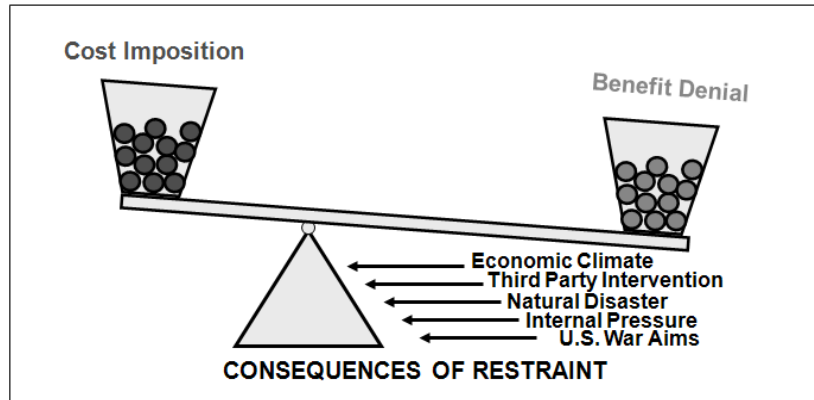 Cost Imposition
Benefit Denial
Economic Climate
Third Party Intervention
Natural Disaster
Internal Pressure
U.S. War Aims
CONSEQUENCES OF RESTRAINT